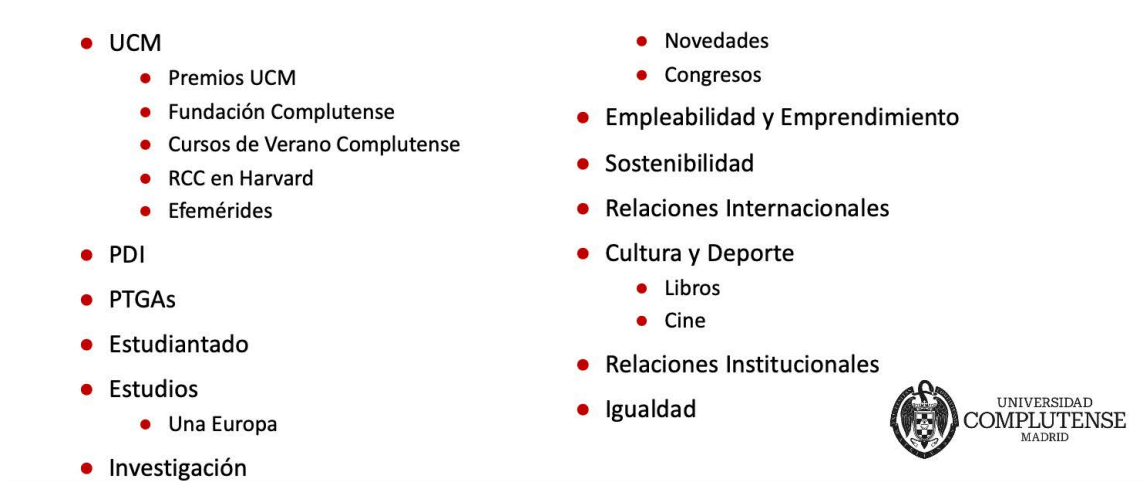 UCM
Premios UCM
Fundación Complutense
Cursos de Verano Complutense
RCC en Harvard
Efemérides
PDI
PTGAs
Estudiantado
Estudios
Una Europa
Investigación
Novedades
Congresos
Empleabilidad y Emprendimiento
Sostenibilidad
Relaciones Internacionales
Cultura y Deporte
Libros
Cine
Relaciones Institucionales
Igualdad
UNIVERSIDAD
COMPLUTENSE
MADRID